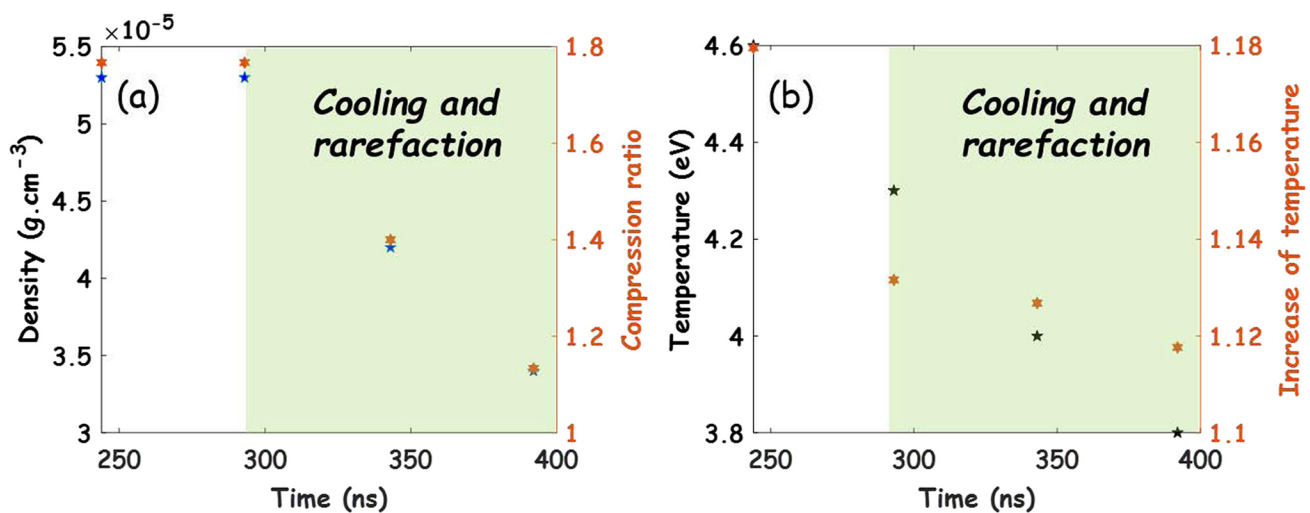 ×10⁻⁵
5.5
5
4.5
4
3.5
3
Density (g.cm⁻³)
(a)
Cooling and
rarefaction
1.8
1.6
1.4
1.2
1
Compression ratio
250
300
350
400
Time (ns)
4.6
4.4
4.2
4
3.8
Temperature (eV)
(b)
Cooling and
rarefaction
1.18
1.16
1.14
1.12
1.1
Increase of temperature
250
300
350
400
Time (ns)